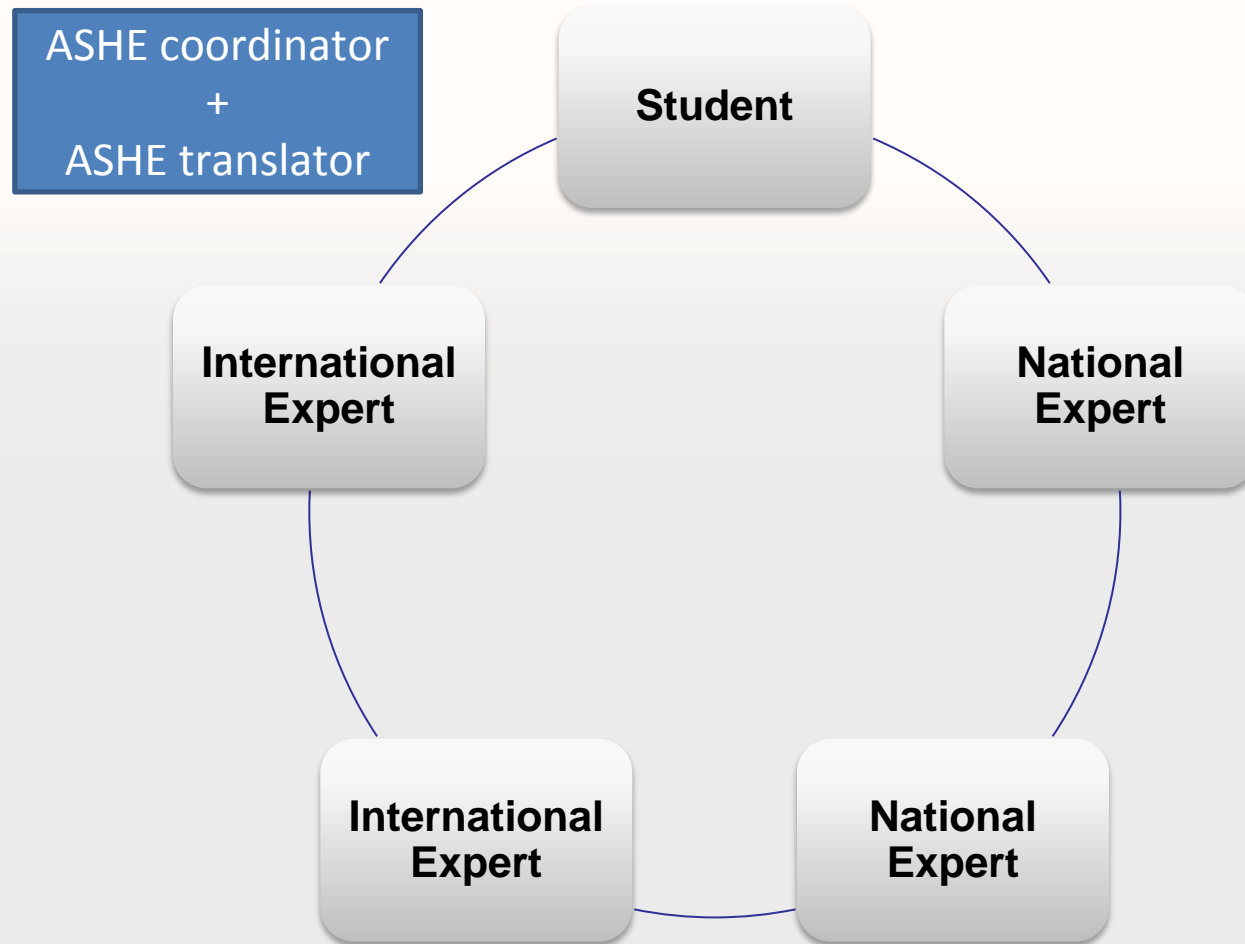 ASHE coordinator
+
ASHE translator
Student
International
Expert
National
Expert
International
Expert
National
Expert